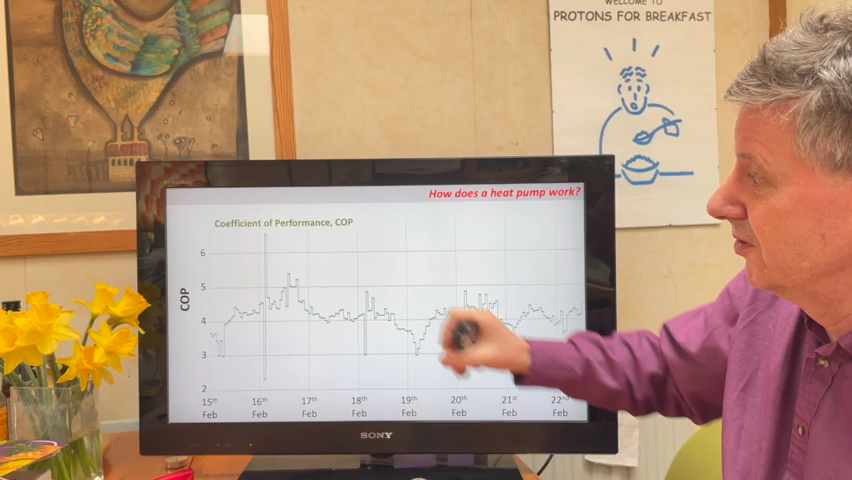 WELCOME TO
PROTONS FOR BREAKFAST
How does a heat pump work?
Coefficient of Performance, COP
COP
6
5
4
3
2
15th 16th 17th 18th 19th 20th 21st 22nd
Feb Feb Feb Feb Feb Feb Feb Feb
SONY